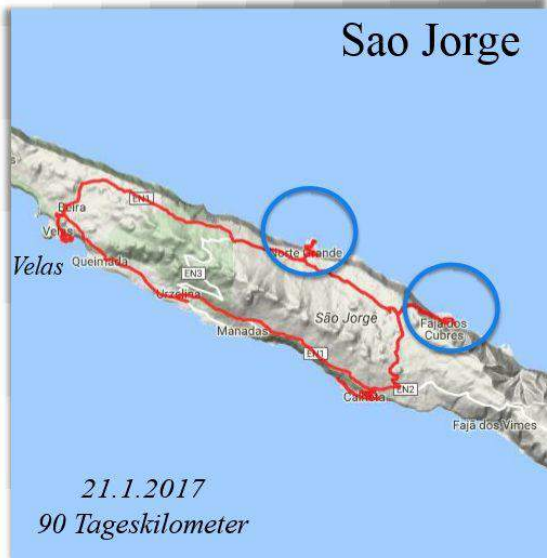 Sao Jorge
EN1
Beira
Velas
Norte Grande
Velas
Queimada
EN3
Urzelina
São Jorge
Fajã dos
Cubres
Manadas
EN1
EN2
Calheta
Fajã dos Vimes
21.1.2017
90 Tageskilometer